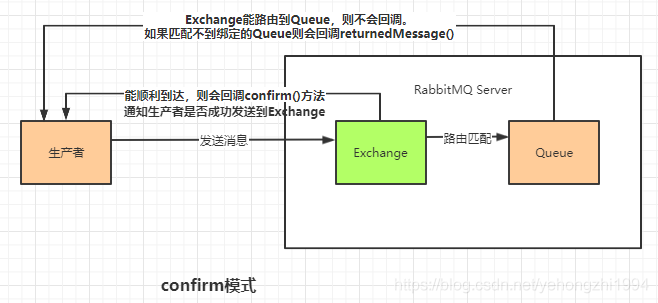 Exchange能路由到Queue，则不会回调。
如果匹配不到绑定的Queue则会回调returnedMessage()
能顺利到达，则会回调confirm()方法
通知生产者是否成功发送到Exchange
RabbitMQ Server
生产者
发送消息
Exchange
路由匹配
Queue
confirm模式
https://blog.csdn.net/yehongzhi1994